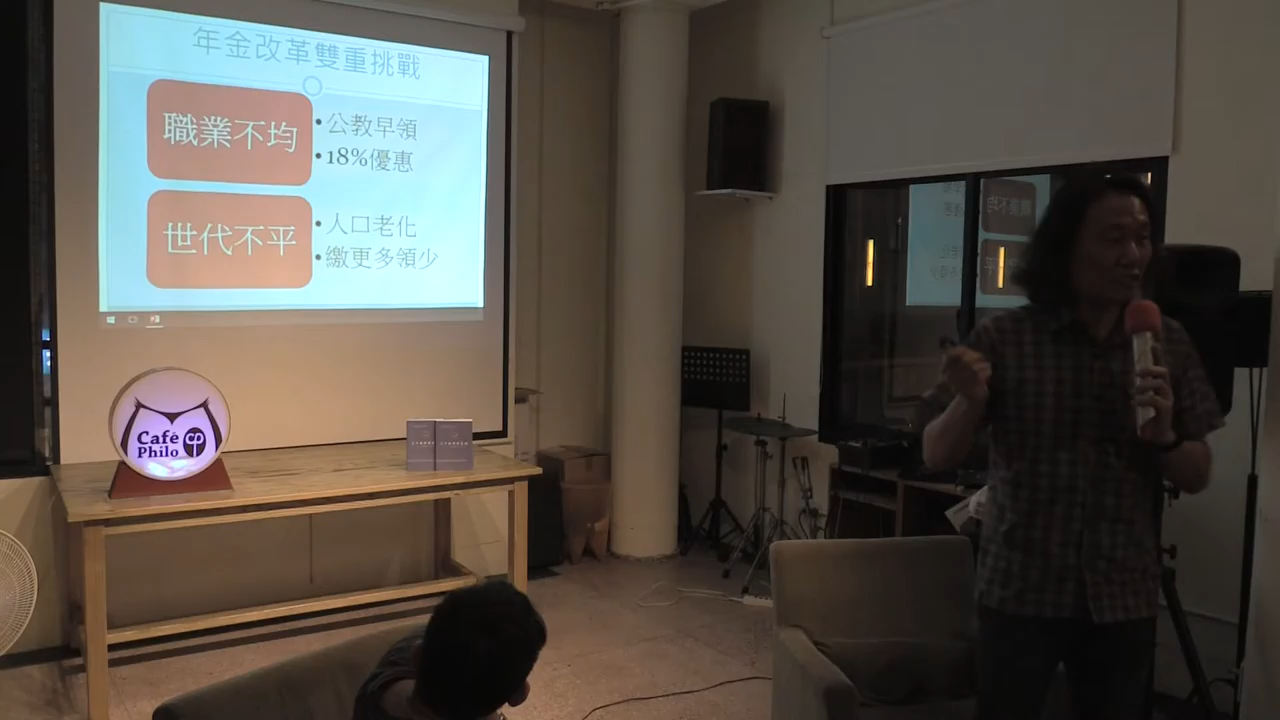 年金改革雙重挑戰
職業不均
•公教早領
•18%優惠
世代不平
•人口老化
•繳更多領少
Café
Philo
cp